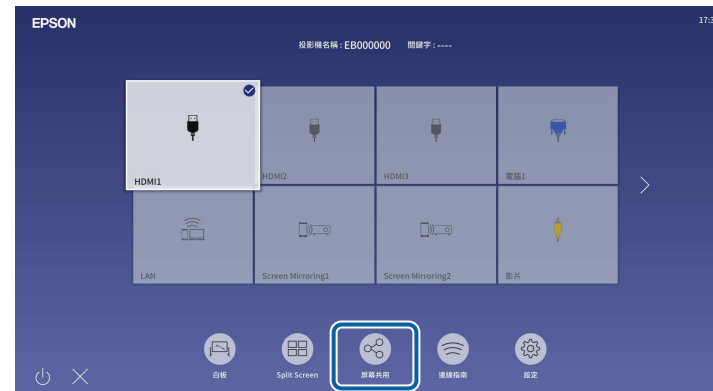 EPSON
投影機名稱 : EB000000 關鍵字 : ----
HDMI1
HDMI2
HDMI3
電腦1
LAN
Screen Mirroring1
Screen Mirroring2
影片
白板
Split Screen
屏幕共用
連線指南
設定